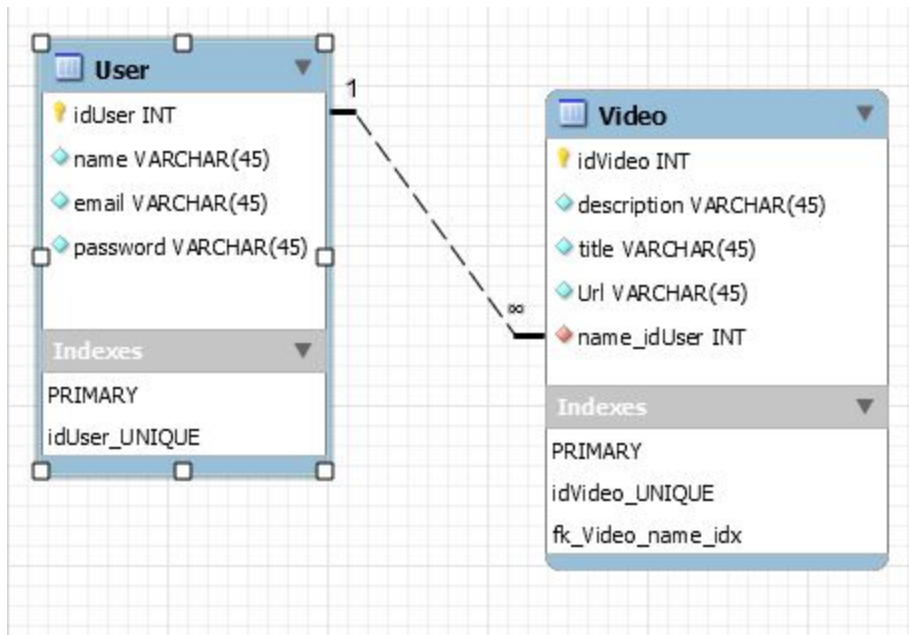 User
idUser INT
name VARCHAR(45)
email VARCHAR(45)
password VARCHAR(45)
Indexes
PRIMARY
idUser_UNIQUE
1
∞
Video
idVideo INT
description VARCHAR(45)
title VARCHAR(45)
Url VARCHAR(45)
name_idUser INT
Indexes
PRIMARY
idVideo_UNIQUE
fk_Video_name_idx